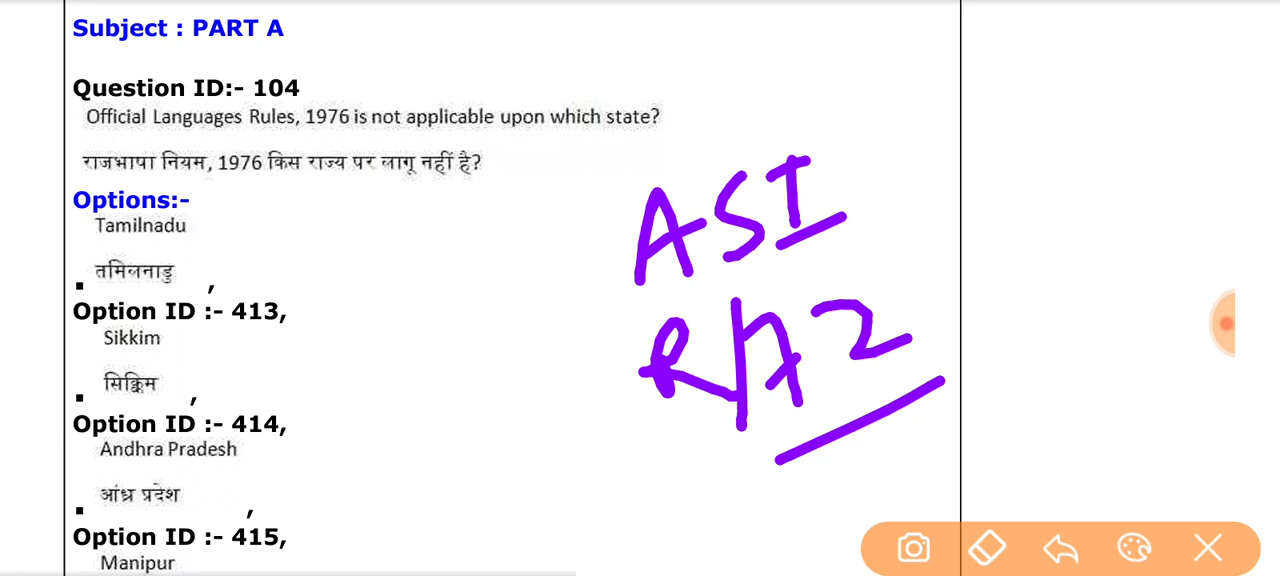 Subject : PART A
Question ID:- 104
Official Languages Rules, 1976 is not applicable upon which state?
राजभाषा नियम, 1976 किस राज्य पर लागू नहीं है?
Options:-
Tamilnadu
तमिलनाडु ,
Option ID :- 413,
Sikkim
सिक्किम ,
Option ID :- 414,
Andhra Pradesh
आंध्र प्रदेश ,
Option ID :- 415,
Manipur
ASI